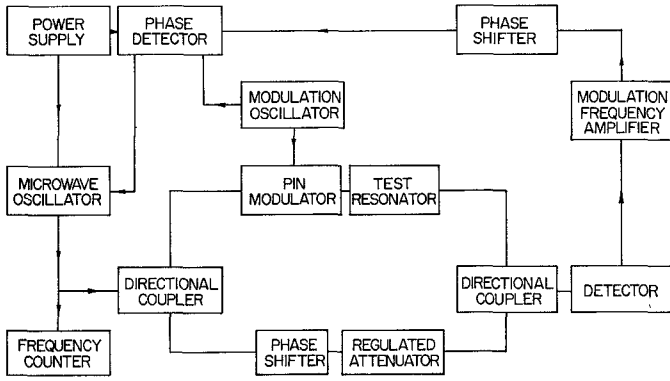 POWER
SUPPLY
PHASE
DETECTOR
PHASE
SHIFTER
MODULATION
OSCILLATOR
MODULATION
FREQUENCY
AMPLIFIER
MICROWAVE
OSCILLATOR
PIN
MODULATOR
TEST
RESONATOR
DIRECTIONAL
COUPLER
DIRECTIONAL
COUPLER
DETECTOR
FREQUENCY
COUNTER
PHASE
SHIFTER
REGULATED
ATTENUATOR